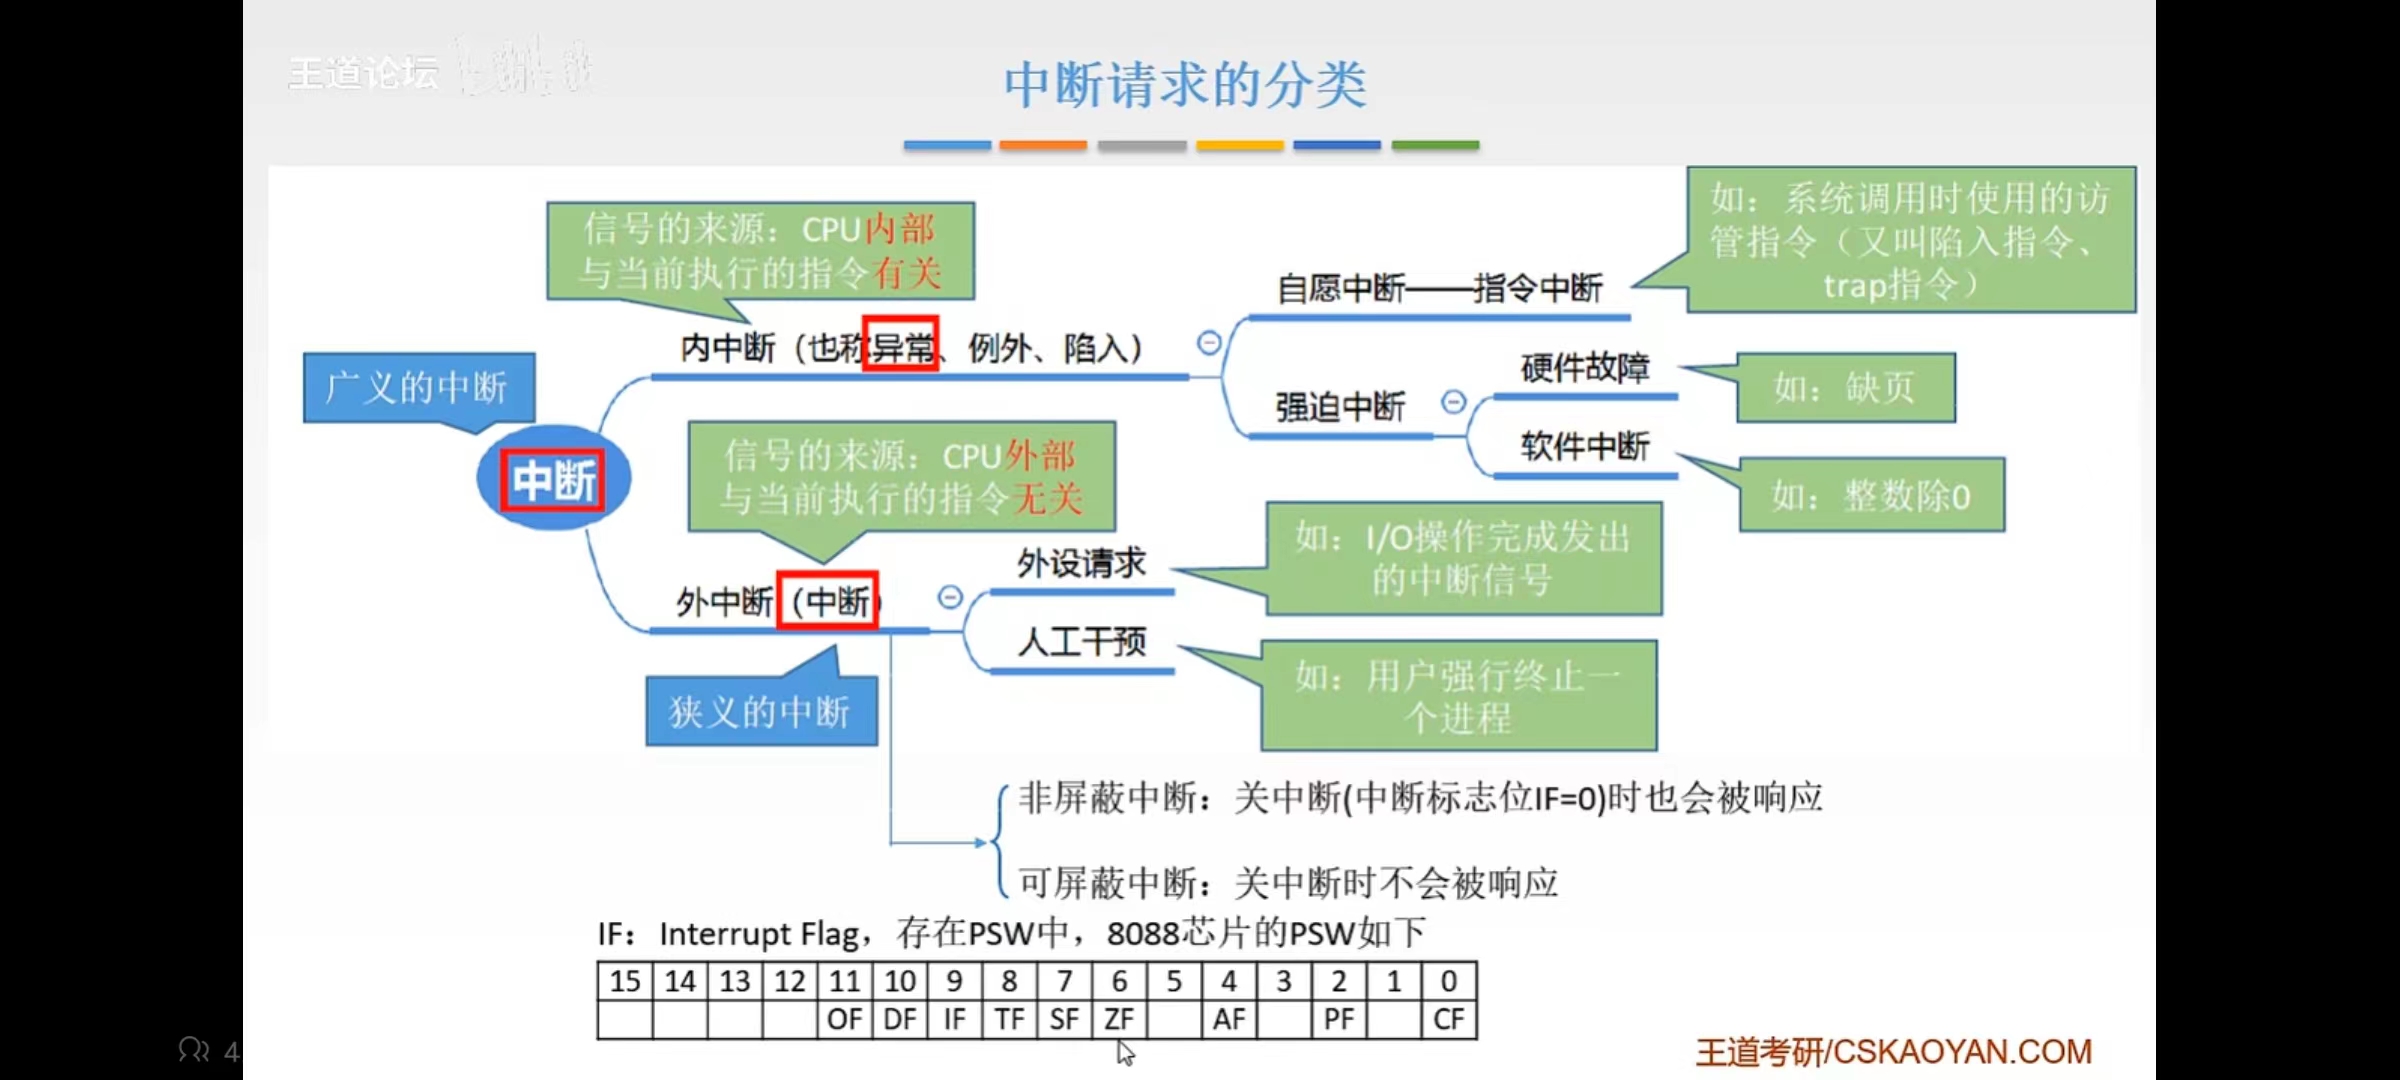 王道论坛
中断请求的分类
信号的来源：CPU内部
与当前执行的指令有关
如：系统调用时使用的访
管指令（又叫陷入指令、
trap指令）
自愿中断——指令中断
内中断（也称异常、例外、陷入）
广义的中断
硬件故障
如：缺页
强迫中断
软件中断
如：整数除0
中断
信号的来源：CPU外部
与当前执行的指令无关
外设请求
如：I/O操作完成发出
的中断信号
外中断（中断）
人工干预
如：用户强行终止一
个进程
狭义的中断
非屏蔽中断：关中断(中断标志位IF=0)时也会被响应
可屏蔽中断：关中断时不会被响应
IF：Interrupt Flag，存在PSW中，8088芯片的PSW如下
15 14 13 12 11 10 9 8 7 6 5 4 3 2 1 0
OF DF IF TF SF ZF AF PF CF
4
王道考研/CSKAOYAN.COM